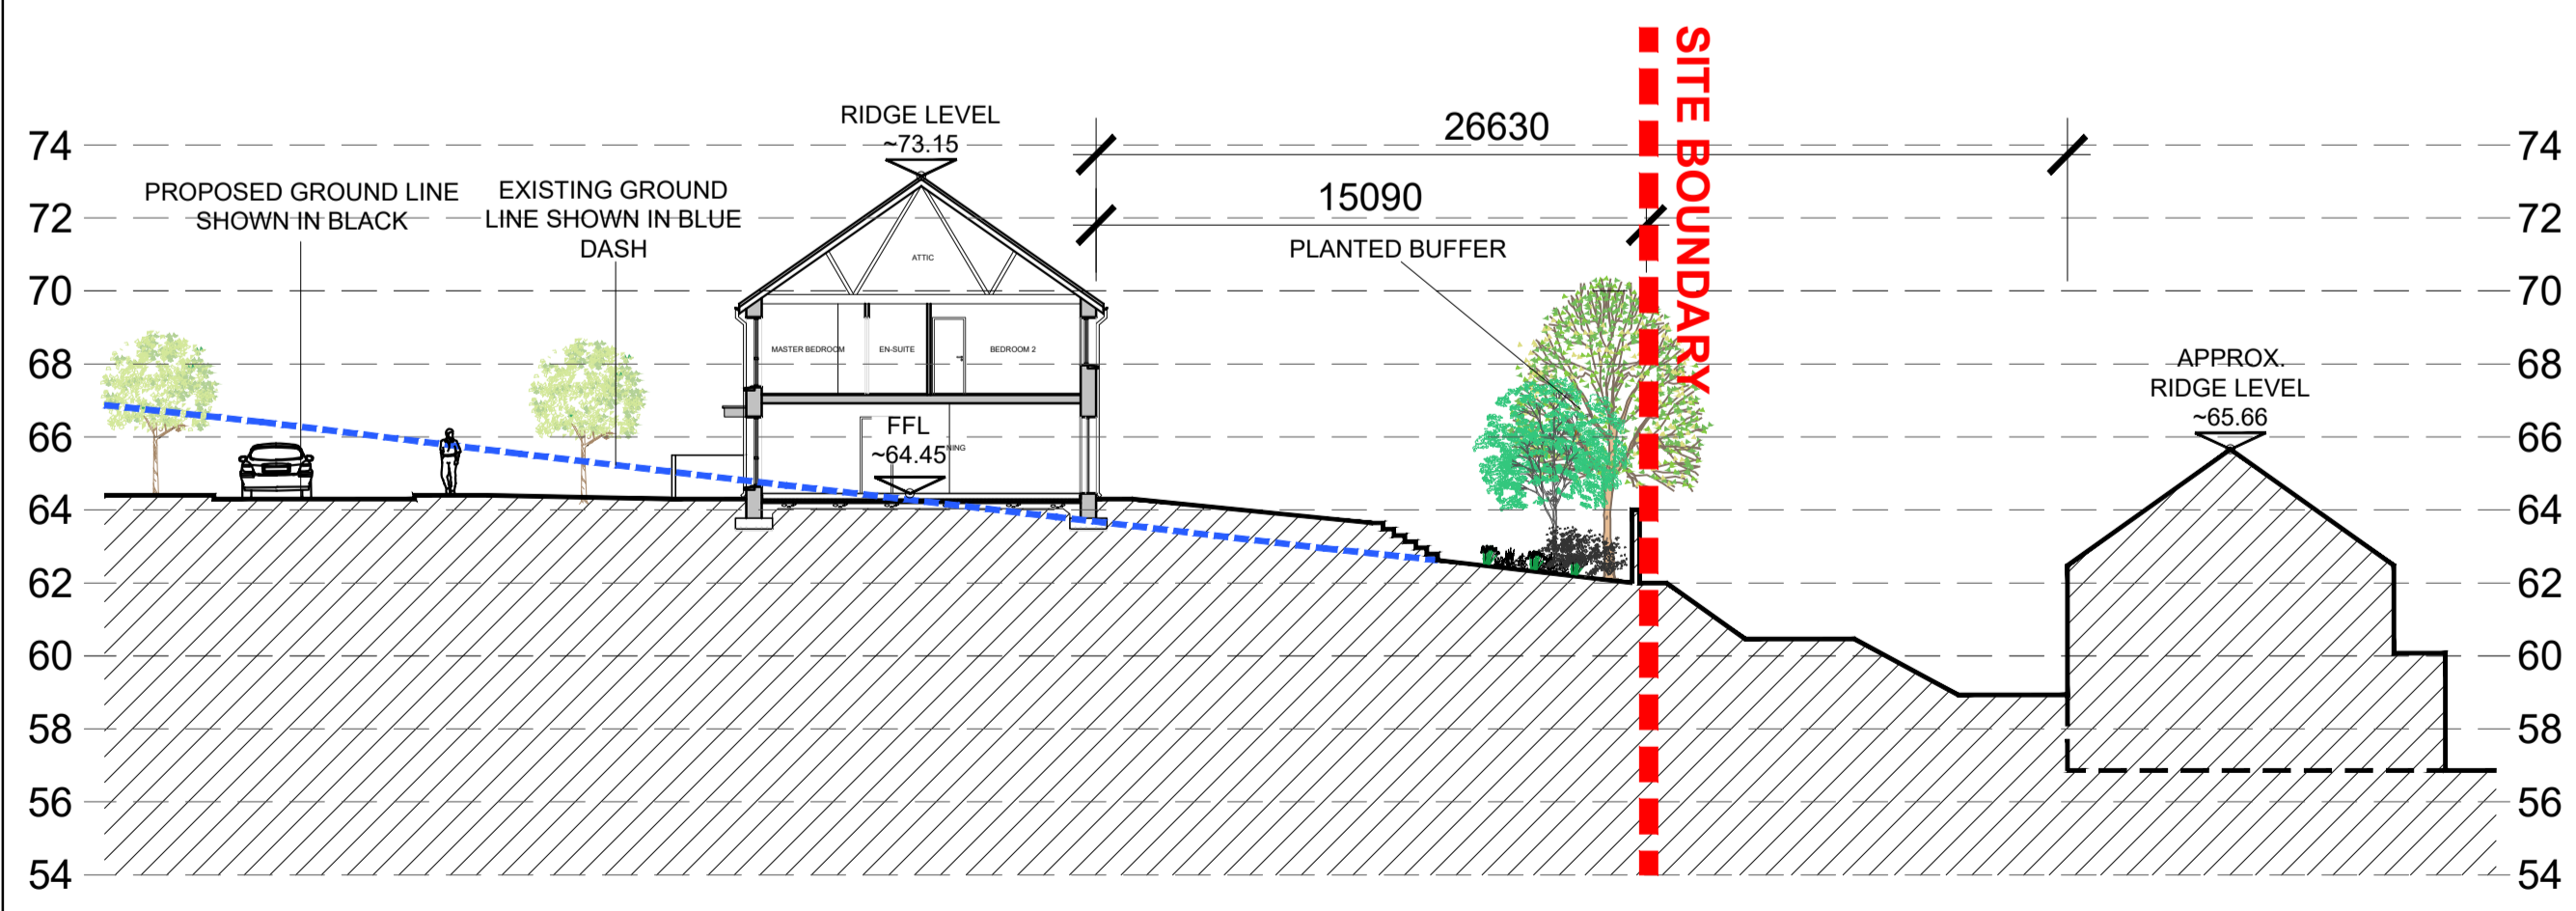 SITE BOUNDARY
RIDGE LEVEL
~73.15
26630
74
74
PROPOSED GROUND LINE
SHOWN IN BLACK
EXISTING GROUND
LINE SHOWN IN BLUE
DASH
15090
72
72
PLANTED BUFFER
ATTIC
70
70
MASTER BEDROOM
EN-SUITE
BEDROOM 2
68
68
APPROX.
RIDGE LEVEL
~65.66
66
66
FFL
~64.45
NING
64
64
62
62
60
60
58
58
56
56
54
54